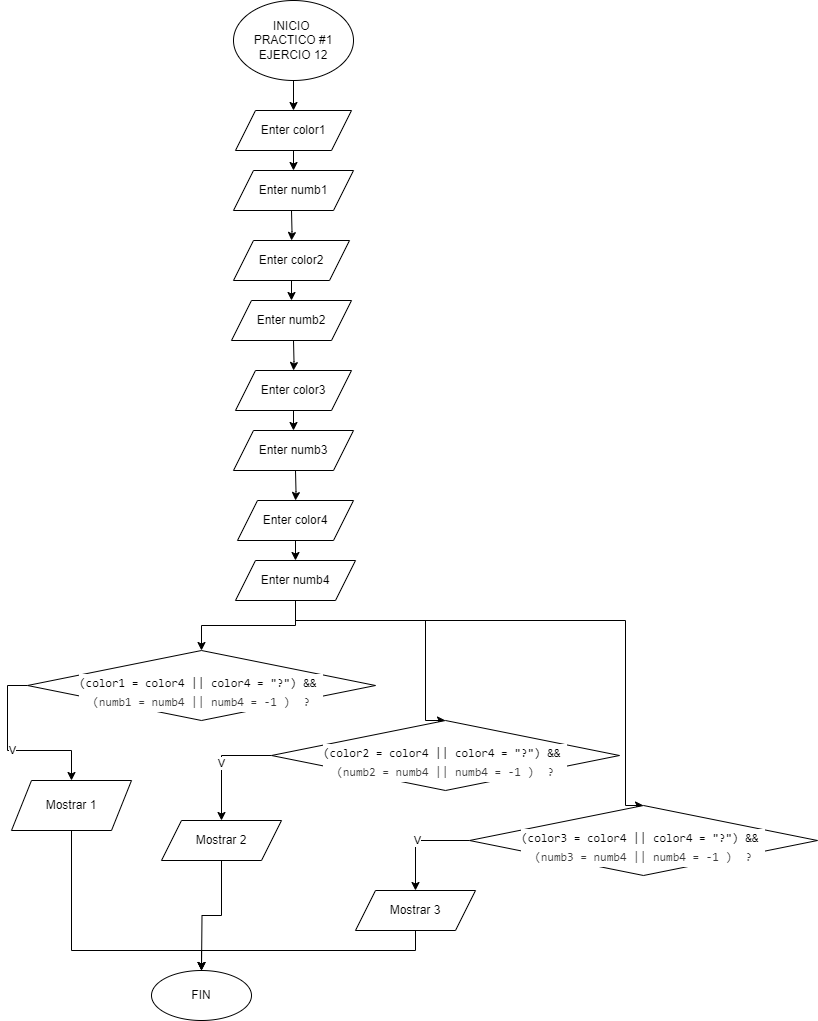 INICIO
PRACTICO #1
EJERCIO 12
Enter color1
Enter numb1
Enter color2
Enter numb2
Enter color3
Enter numb3
Enter color4
Enter numb4
(color1 = color4 || color4 = "?") &&
(numb1 = numb4 || numb4 = -1 ) ?
V
Mostrar 1
(color2 = color4 || color4 = "?") &&
(numb2 = numb4 || numb4 = -1 ) ?
V
Mostrar 2
(color3 = color4 || color4 = "?") &&
(numb3 = numb4 || numb4 = -1 ) ?
V
Mostrar 3
FIN